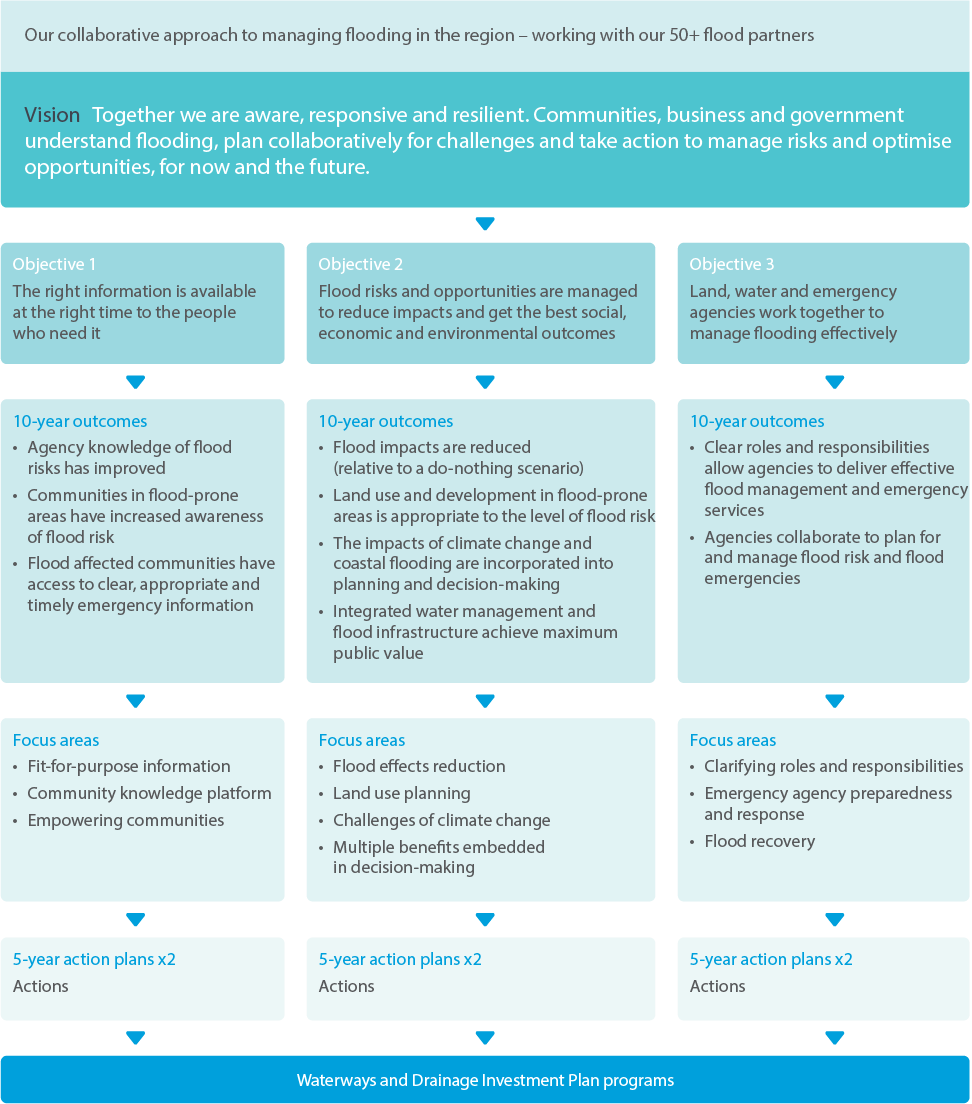 Our collaborative approach to managing flooding in the region – working with our 50+ flood partners
Vision Together we are aware, responsive and resilient. Communities, business and government
understand flooding, plan collaboratively for challenges and take action to manage risks and optimise
opportunities, for now and the future.
Objective 1
The right information is available
at the right time to the people
who need it
Objective 2
Flood risks and opportunities are managed
to reduce impacts and get the best social,
economic and environmental outcomes
Objective 3
Land, water and emergency
agencies work together to
manage flooding effectively
10-year outcomes
• Agency knowledge of flood
risks has improved
• Communities in flood-prone
areas have increased awareness
of flood risk
• Flood affected communities have
access to clear, appropriate and
timely emergency information
10-year outcomes
• Flood impacts are reduced
(relative to a do-nothing scenario)
• Land use and development in flood-prone
areas is appropriate to the level of flood risk
• The impacts of climate change and
coastal flooding are incorporated into
planning and decision-making
• Integrated water management and
flood infrastructure achieve maximum
public value
10-year outcomes
• Clear roles and responsibilities
allow agencies to deliver effective
flood management and emergency
services
• Agencies collaborate to plan for
and manage flood risk and flood
emergencies
Focus areas
• Fit-for-purpose information
• Community knowledge platform
• Empowering communities
Focus areas
• Flood effects reduction
• Land use planning
• Challenges of climate change
• Multiple benefits embedded
in decision-making
Focus areas
• Clarifying roles and responsibilities
• Emergency agency preparedness
and response
• Flood recovery
5-year action plans x2
Actions
5-year action plans x2
Actions
5-year action plans x2
Actions
Waterways and Drainage Investment Plan programs